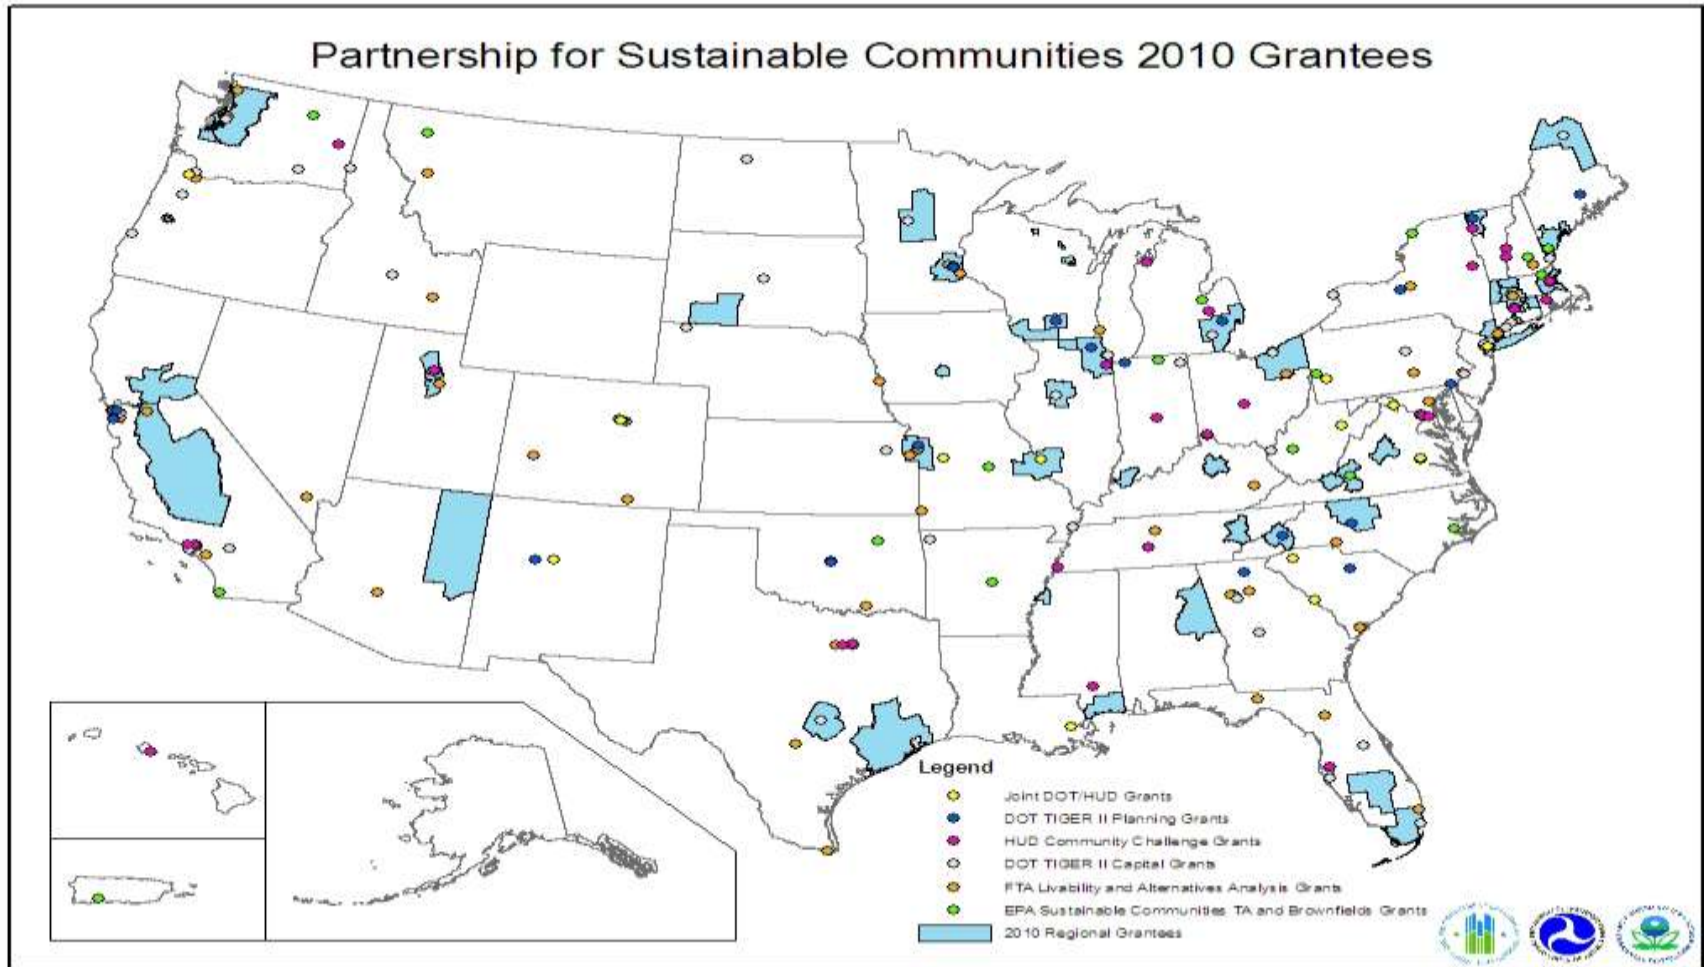 Partnership for Sustainable Communities 2010 Grantees
Legend
Joint DOT/HUD Grants
DOT TIGER II Planning Grants
HUD Community Challenge Grants
DOT TIGER II Capital Grants
FTA Livability and Alternatives Analysis Grants
EPA Sustainable Communities TA and Brownfields Grants
2010 Regional Grantees